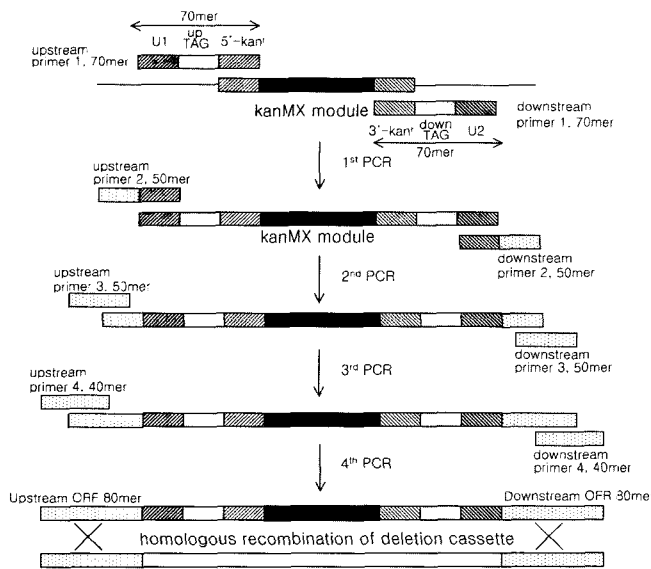 70mer
U1
up
TAG
5'-kanr
upstream
primer 1, 70mer
kanMX module
downstream
primer 1, 70mer
3'-kanr
down
TAG
U2
70mer
1st PCR
upstream
primer 2, 50mer
kanMX module
downstream
primer 2, 50mer
2nd PCR
upstream
primer 3, 50mer
downstream
primer 3, 50mer
3rd PCR
upstream
primer 4, 40mer
downstream
primer 4, 40mer
4th PCR
Upstream ORF 80mer
Downstream OFR 80mer
homologous recombination of deletion cassette